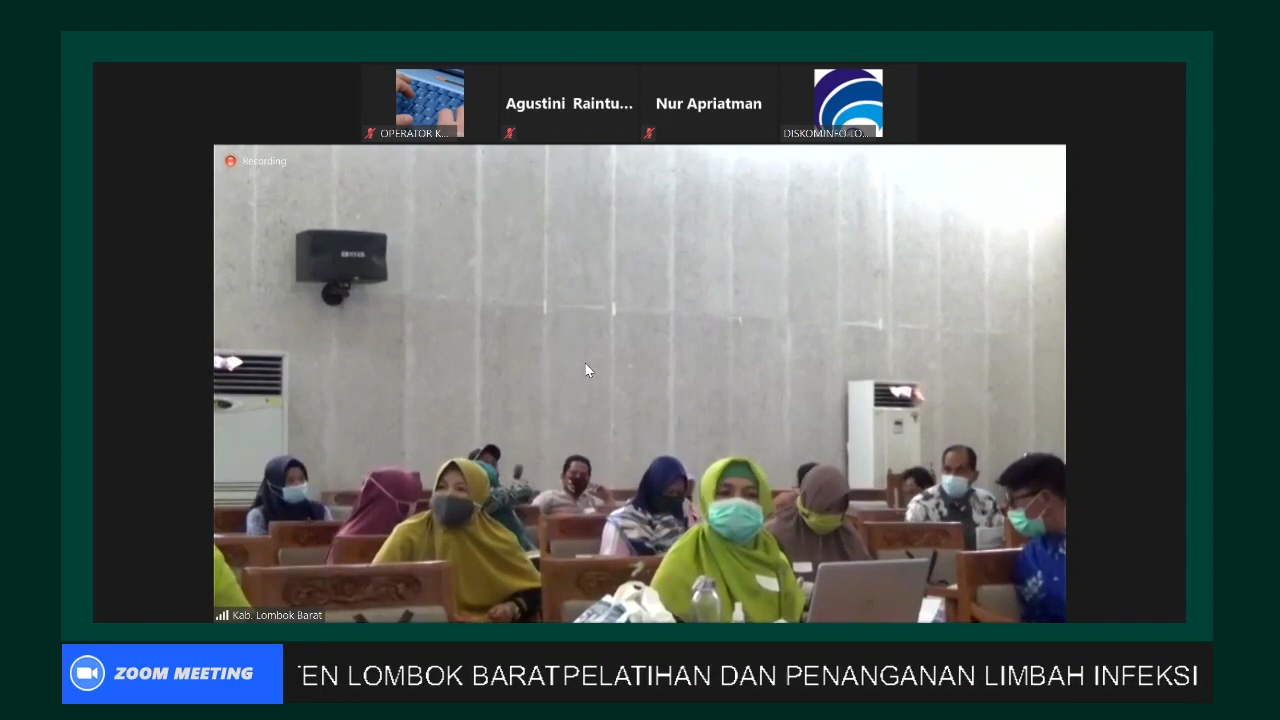 Agustini Raintu...
Nur Apriatman
OPERATOR K...
DISKOMINFO LO...
Recording
Kab. Lombok Barat
ZOOM MEETING
EN LOMBOK BARATPELATIHAN DAN PENANGANAN LIMBAH INFEKSI